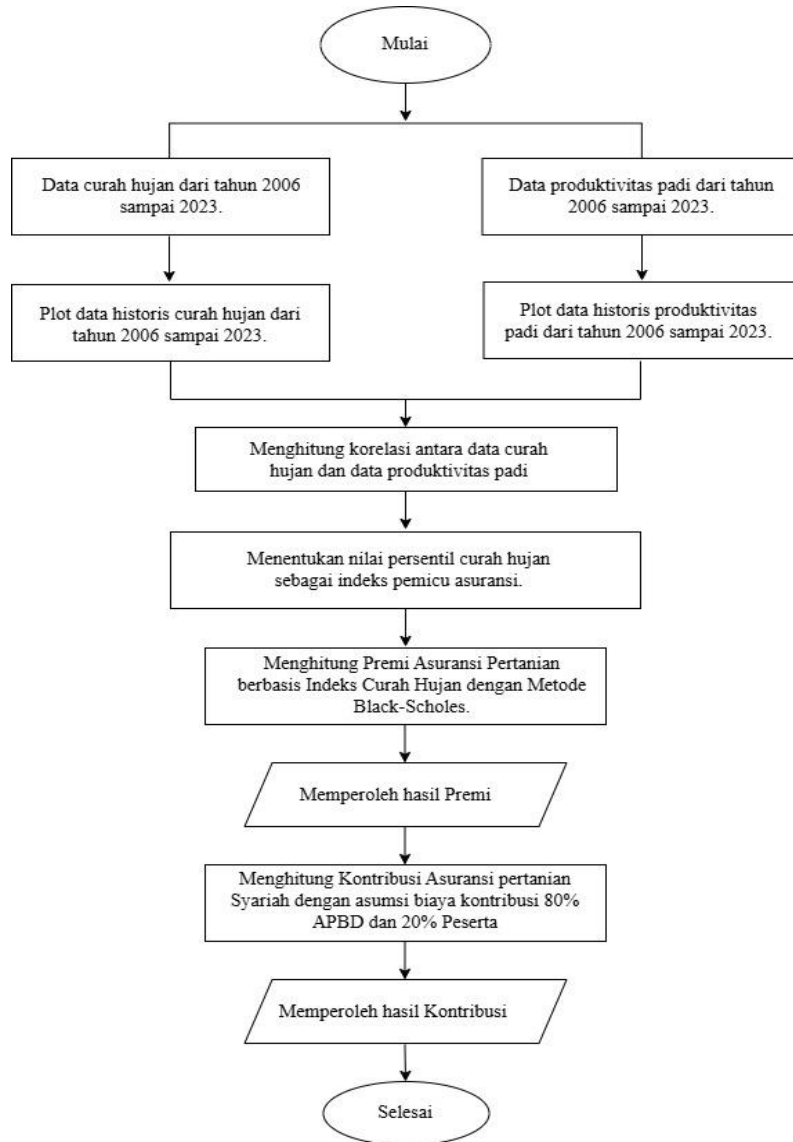 Mulai
Data curah hujan dari tahun 2006
sampai 2023.
Data produktivitas padi dari tahun
2006 sampai 2023.
Plot data historis curah hujan dari
tahun 2006 sampai 2023.
Plot data historis produktivitas
padi dari tahun 2006 sampai 2023.
Menghitung korelasi antara data curah
hujan dan data produktivitas padi
Menentukan nilai persentil curah hujan
sebagai indeks pemicu asuransi.
Menghitung Premi Asuransi Pertanian
berbasis Indeks Curah Hujan dengan Metode
Black-Scholes.
Memperoleh hasil Premi
Menghitung Kontribusi Asuransi pertanian
Syariah dengan asumsi biaya kontribusi 80%
APBD dan 20% Peserta
Memperoleh hasil Kontribusi
Selesai